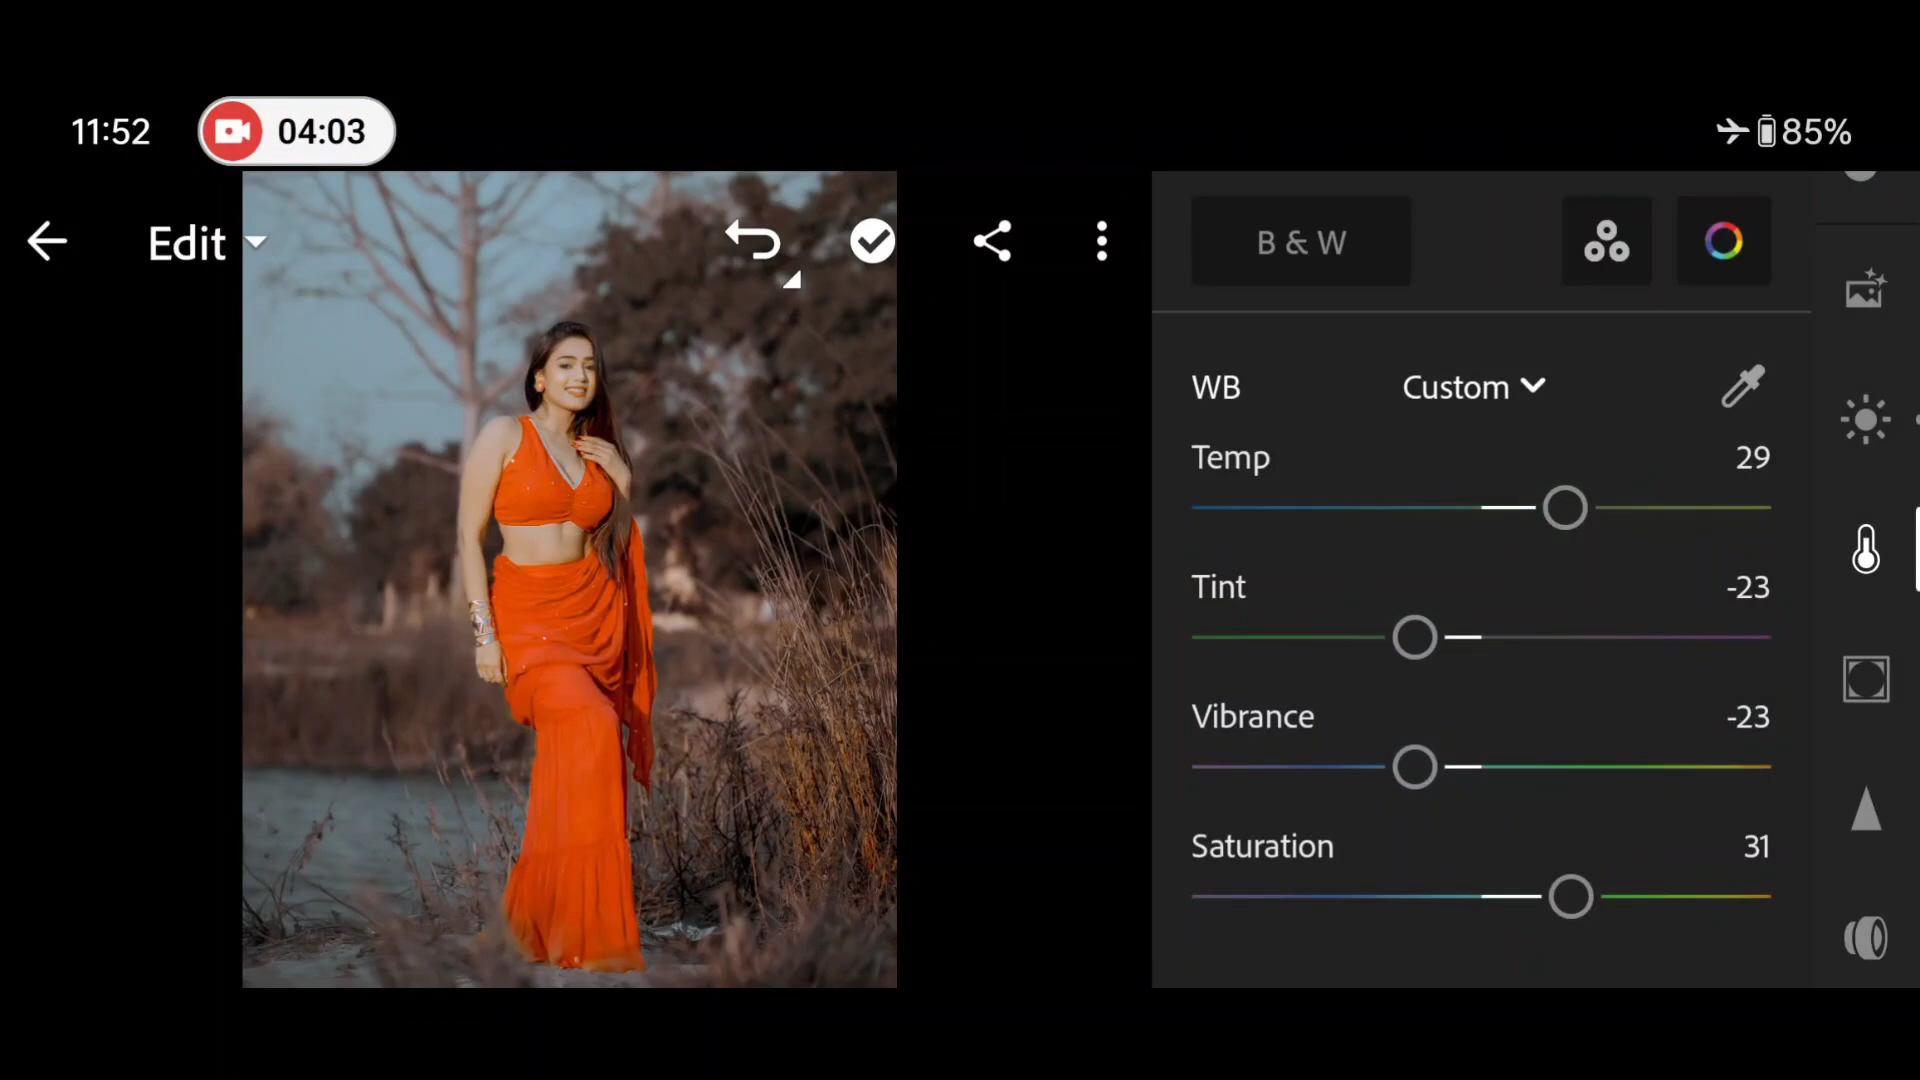 11:52
04:03
85%
Edit
B & W
WB
Custom
Temp
29
Tint
-23
Vibrance
-23
Saturation
31